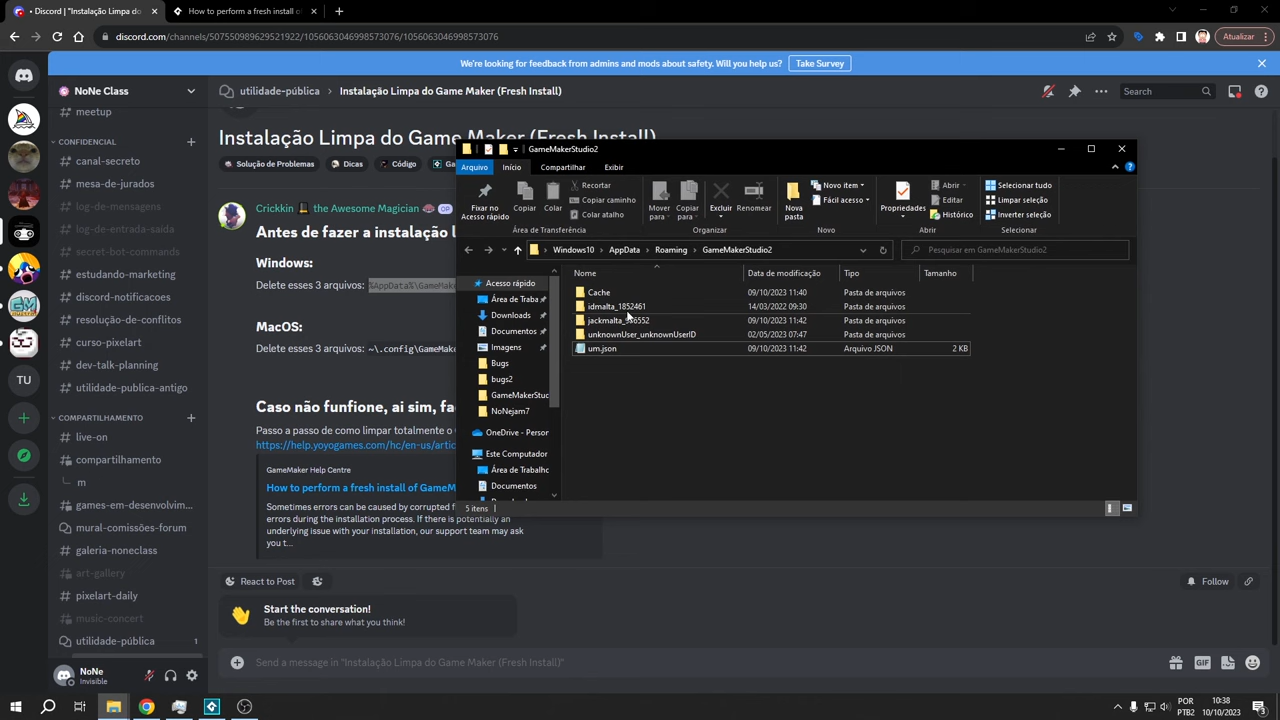 • Discord | "Instalação Limpa do
How to perform a fresh install of
discord.com/channels/507550989629521922/1056063046998573076/1056063046998573076
Atualizar
We're looking for feedback from admins and mods about safety. Will you help us?
Take Survey
NoNe Class
utilidade-pública
Instalação Limpa do Game Maker (Fresh Install)
Search
meetup
CONFIDENCIAL
canal-secreto
mesa-de-jurados
log-de-mensagens
log-de-entrada-saida
secret-bot-commands
estudando-marketing
discord-notificacoes
resolução-de-conflitos
curso-pixelart
dev-talk-planning
utilidade-pública-antigo
COMPARTILHAMENTO
live-on
compartilhamento
m
games-em-desenvolvim...
mural-comissões-forum
galeria-noneclass
art-gallery
pixelart-daily
music-concert
utilidade-pública
1
TU
NoNe
Invisible
Instalação Limpa do Game Maker (Fresh Install)
Solução de Problemas
Dicas
Código
Crickkin
the Awesome Magician
OP
Antes de fazer a instalação l
Windows:
Delete esses 3 arquivos: %AppData%\GameMak
MacOS:
Delete esses 3 arquivos: ~\.config\GameMak
Caso não funfione, ai sim, fa
Passo a passo de como limpar totalmente o
https://help.yoyogames.com/hc/en-us/artic
GameMaker Help Centre
How to perform a fresh install of GameM
Sometimes errors can be caused by corrupted f
errors during the installation process. If there is potentially an
underlying issue with your installation, our support team may ask
you t...
React to Post
Follow
Start the conversation!
Be the first to share what you think!
Send a message in "Instalação Limpa do Game Maker (Fresh Install)"
GIF
GameMakerStudio2
Arquivo
Início
Compartilhar
Exibir
Fixar no
Acesso rápido
Copiar
Colar
Recortar
Copiar caminho
Colar atalho
Área de Transferência
Mover
para
Copiar
para
Excluir
Renomear
Organizar
Nova
pasta
Novo item
Fácil acesso
Novo
Propriedades
Abrir
Editar
Histórico
Abrir
Selecionar tudo
Limpar seleção
Inverter seleção
Selecionar
Windows10
AppData
Roaming
GameMakerStudio2
Pesquisar em GameMakerStudio2
Acesso rápido
Área de Traba
Downloads
Documentos
Imagens
Bugs
bugs2
GameMakerStuc
NoNejam7
OneDrive - Person
Este Computador
Área de Trabalho
Documentos
Nome
Data de modificação
Tipo
Tamanho
Cache
09/10/2023 11:40
Pasta de arquivos
idmalta_1852461
14/03/2022 09:30
Pasta de arquivos
09/10/2023 11:42
Pasta de arquivos
unknownUser_unknownUserID
02/05/2023 07:47
Pasta de arquivos
um.json
09/10/2023 11:42
Arquivo JSON
2 KB
5 itens
POR
PTB2
10:38
10/10/2023